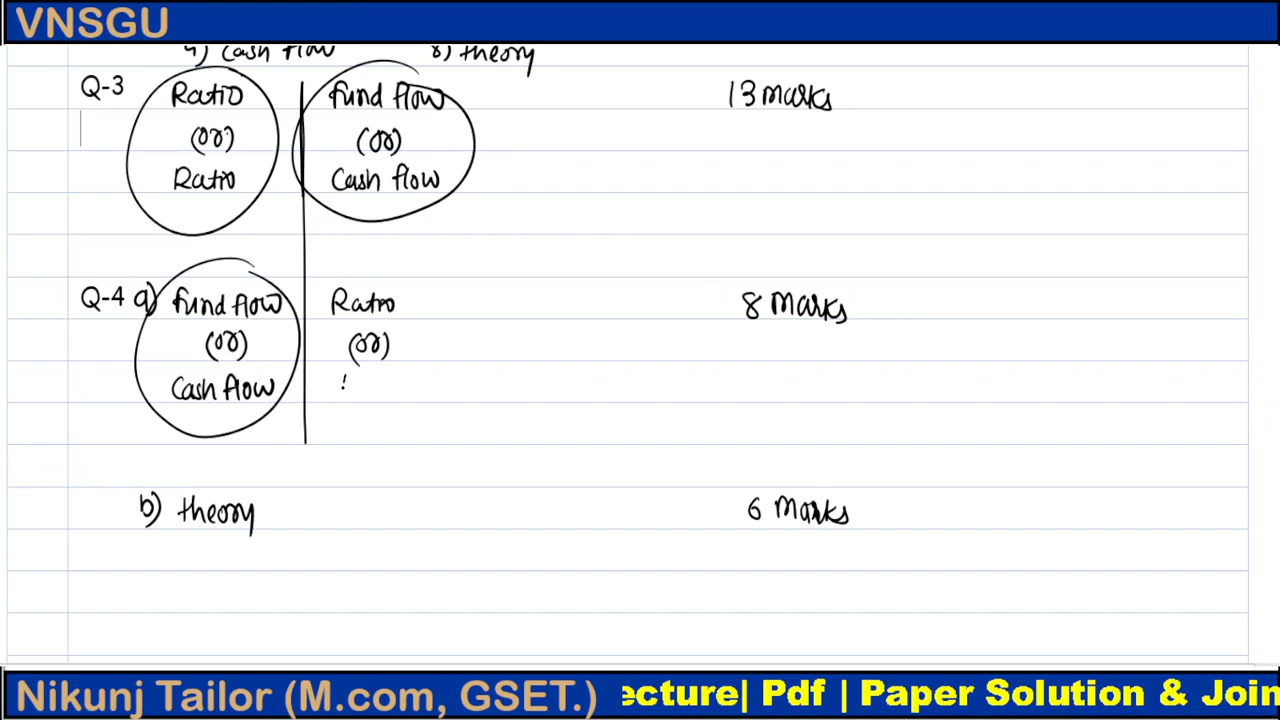 VNSGU
4) Cash flow 8) theory
Q-3 Ratio fund flow 13 marks
(or) (or)
Ratio Cash flow
Q-4 a) fund flow Ratio 8 Marks
(or) (or)
Cash flow
b) theory 6 Marks
Nikunj Tailor (M.com, GSET.) ecture| Pdf | Paper Solution & Join